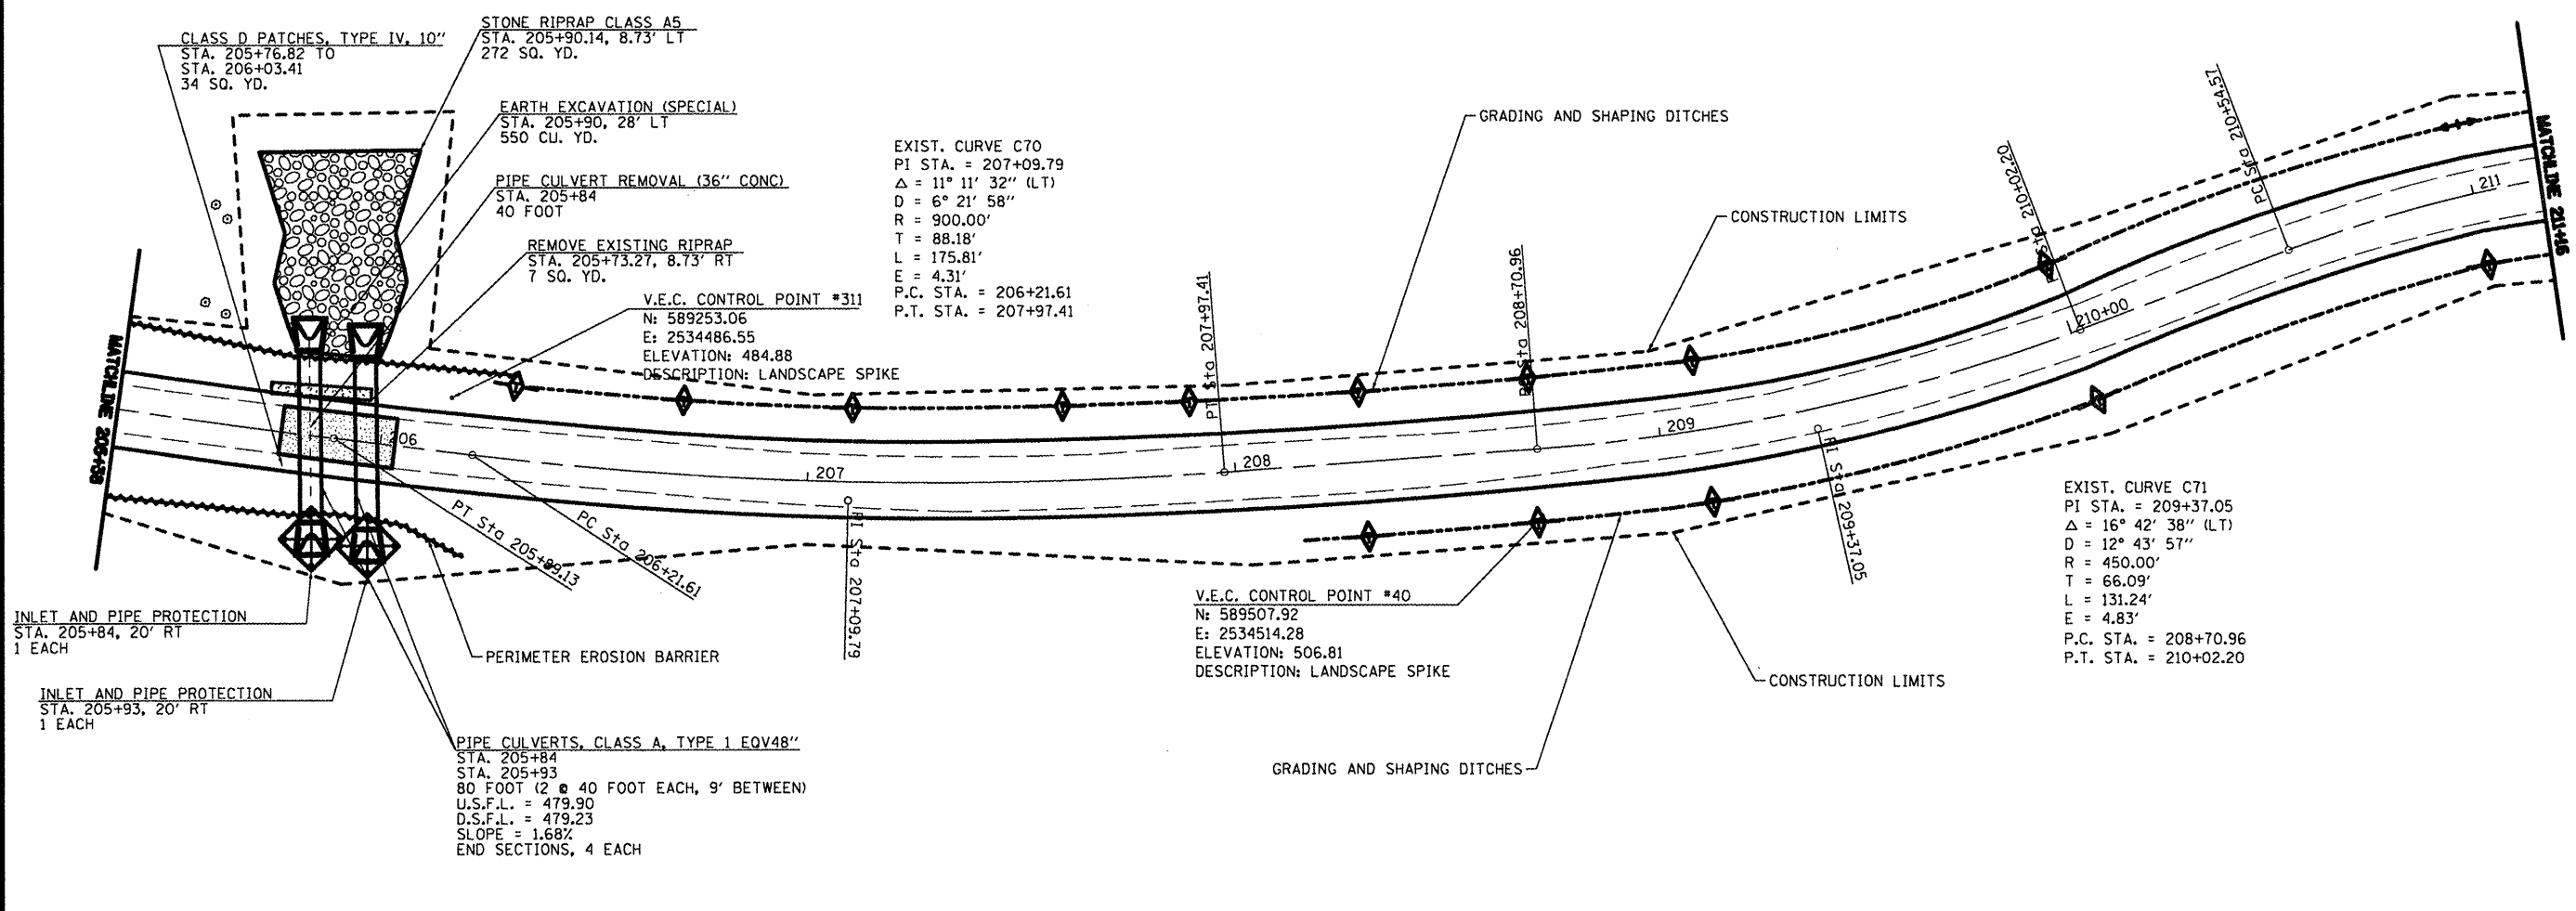 CLASS D PATCHES, TYPE IV, 10"
STA. 205+76.82 TO
STA. 206+03.41
34 SQ. YD.
STONE RIPRAP CLASS A5
STA. 205+90.14, 8.73' LT
272 SQ. YD.
EARTH EXCAVATION (SPECIAL)
STA. 205+90, 28' LT
550 CU. YD.
PIPE CULVERT REMOVAL (36" CONC)
STA. 205+84
40 FOOT
REMOVE EXISTING RIPRAP
STA. 205+73.27, 8.73' RT
7 SQ. YD.
V.E.C. CONTROL POINT #311
N: 589253.06
E: 2534486.55
ELEVATION: 484.88
DESCRIPTION: LANDSCAPE SPIKE
EXIST. CURVE C70
PI STA. = 207+09.79
Δ = 11° 11' 32" (LT)
D = 6° 21' 58"
R = 900.00'
T = 88.18'
L = 175.81'
E = 4.31'
P.C. STA. = 206+21.61
P.T. STA. = 207+97.41
GRADING AND SHAPING DITCHES
CONSTRUCTION LIMITS
PT Sta 207+97.41
PC Sta 208+70.96
PT Sta 210+02.20
PC Sta 210+54.57
MATCHLINE 211+16
206
207
208
209
210+00
211
PT Sta 205+89.13
PC Sta 206+21.61
PI Sta 207+09.79
PI Sta 209+37.05
INLET AND PIPE PROTECTION
STA. 205+84, 20' RT
1 EACH
INLET AND PIPE PROTECTION
STA. 205+93, 20' RT
1 EACH
PERIMETER EROSION BARRIER
PIPE CULVERTS, CLASS A, TYPE 1 EQV48"
STA. 205+84
STA. 205+93
80 FOOT (2 @ 40 FOOT EACH, 9' BETWEEN)
U.S.F.L. = 479.90
D.S.F.L. = 479.23
SLOPE = 1.68%
END SECTIONS, 4 EACH
V.E.C. CONTROL POINT #40
N: 589507.92
E: 2534514.28
ELEVATION: 506.81
DESCRIPTION: LANDSCAPE SPIKE
GRADING AND SHAPING DITCHES
CONSTRUCTION LIMITS
EXIST. CURVE C71
PI STA. = 209+37.05
Δ = 16° 42' 38" (LT)
D = 12° 43' 57"
R = 450.00'
T = 66.09'
L = 131.24'
E = 4.83'
P.C. STA. = 208+70.96
P.T. STA. = 210+02.20
MATCHLINE